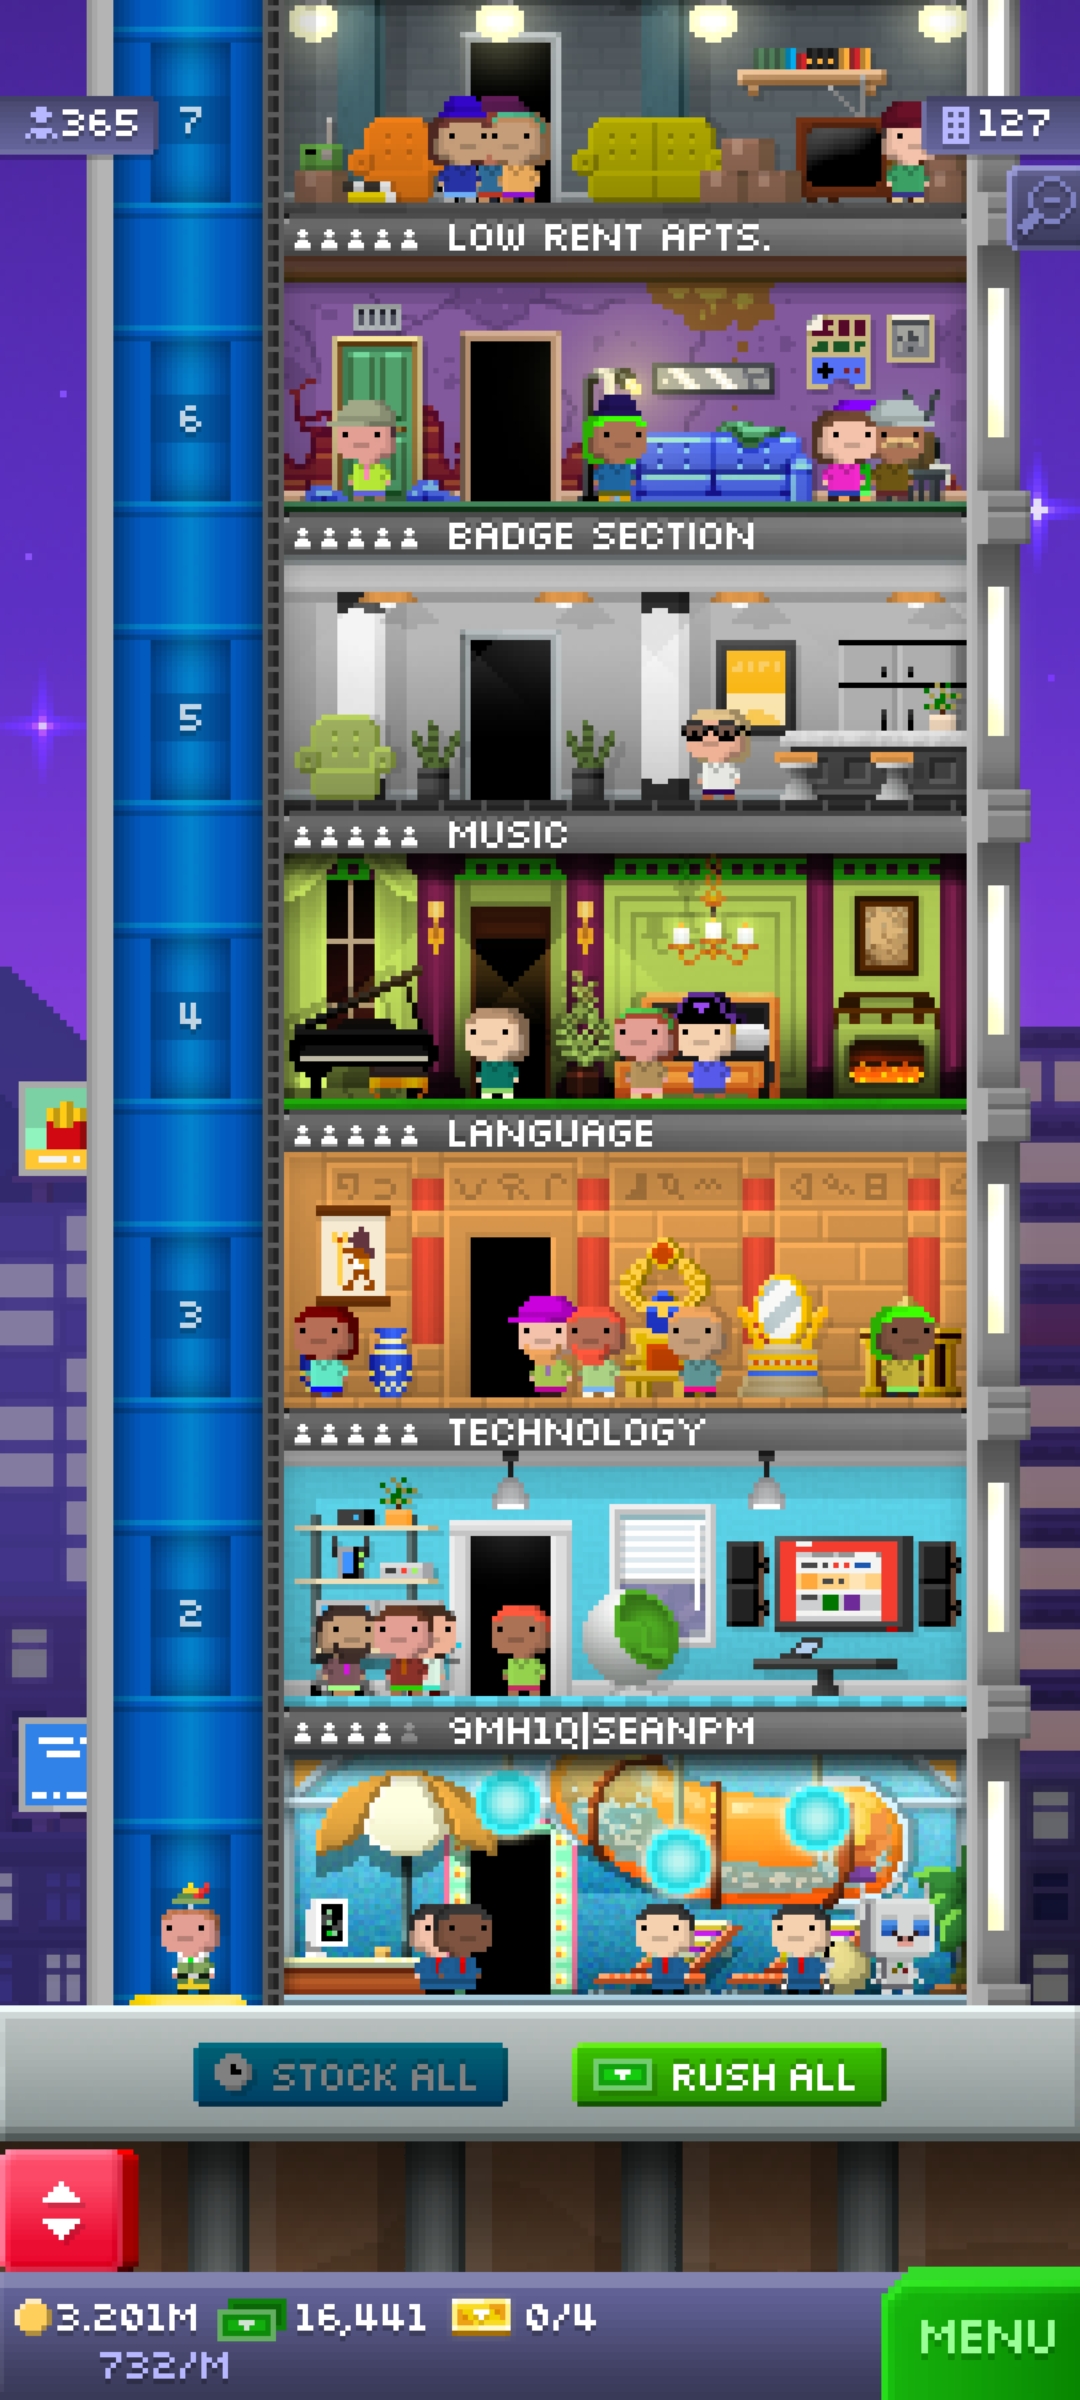 7
365
127
LOW RENT APTS.
6
BADGE SECTION
5
MUSIC
4
LANGUAGE
3
TECHNOLOGY
2
9MH1Q|SEANPM
STOCK ALL
RUSH ALL
3.201M
16,441
0/4
732/M
MENU